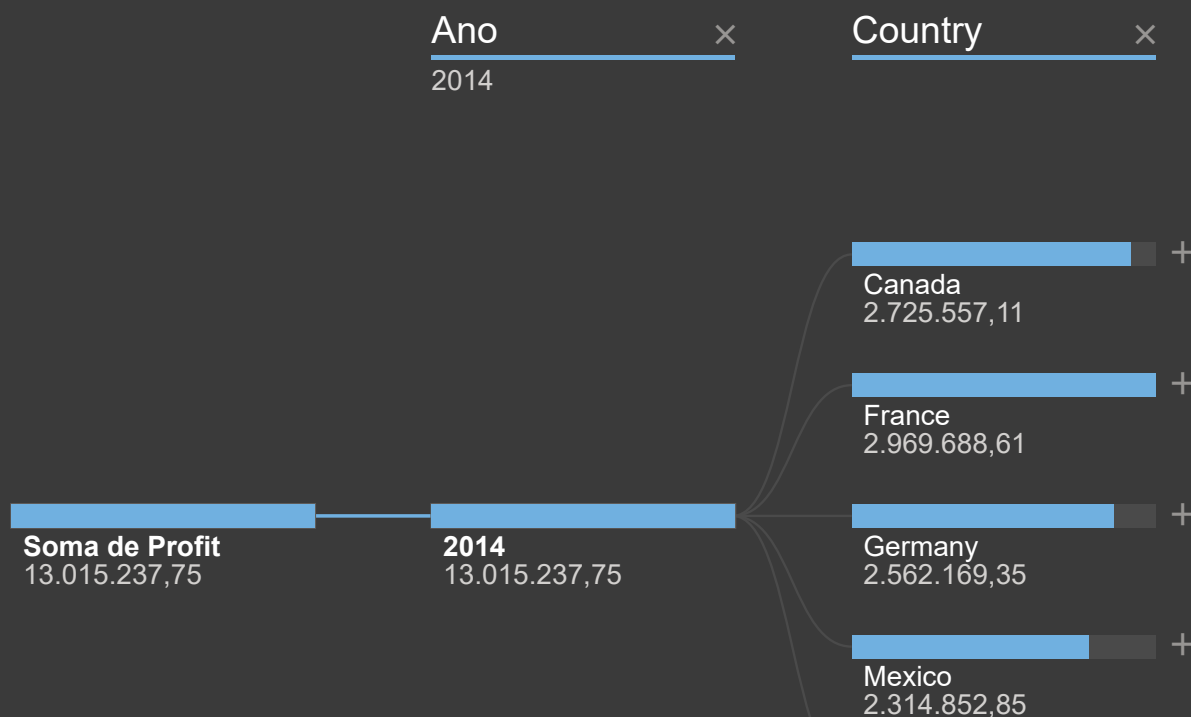 Ano
2014
Country
Canada
2.725.557,11
France
2.969.688,61
Soma de Profit
13.015.237,75
2014
13.015.237,75
Germany
2.562.169,35
Mexico
2.314.852,85